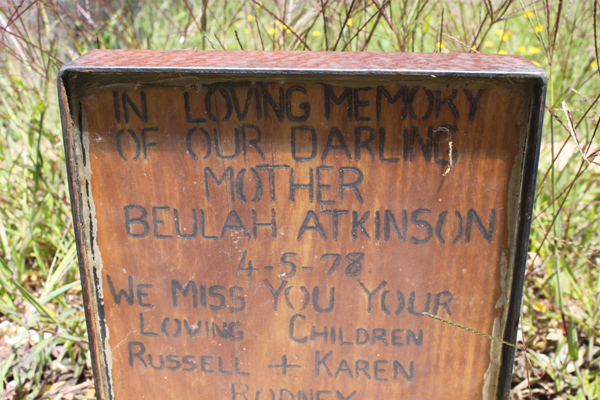 IN LOVING MEMORY
OF OUR DARLING
MOTHER
BEULAH ATKINSON
4-5-78
WE MISS YOU YOUR
LOVING CHILDREN
RUSSELL + KAREN
RODNEY